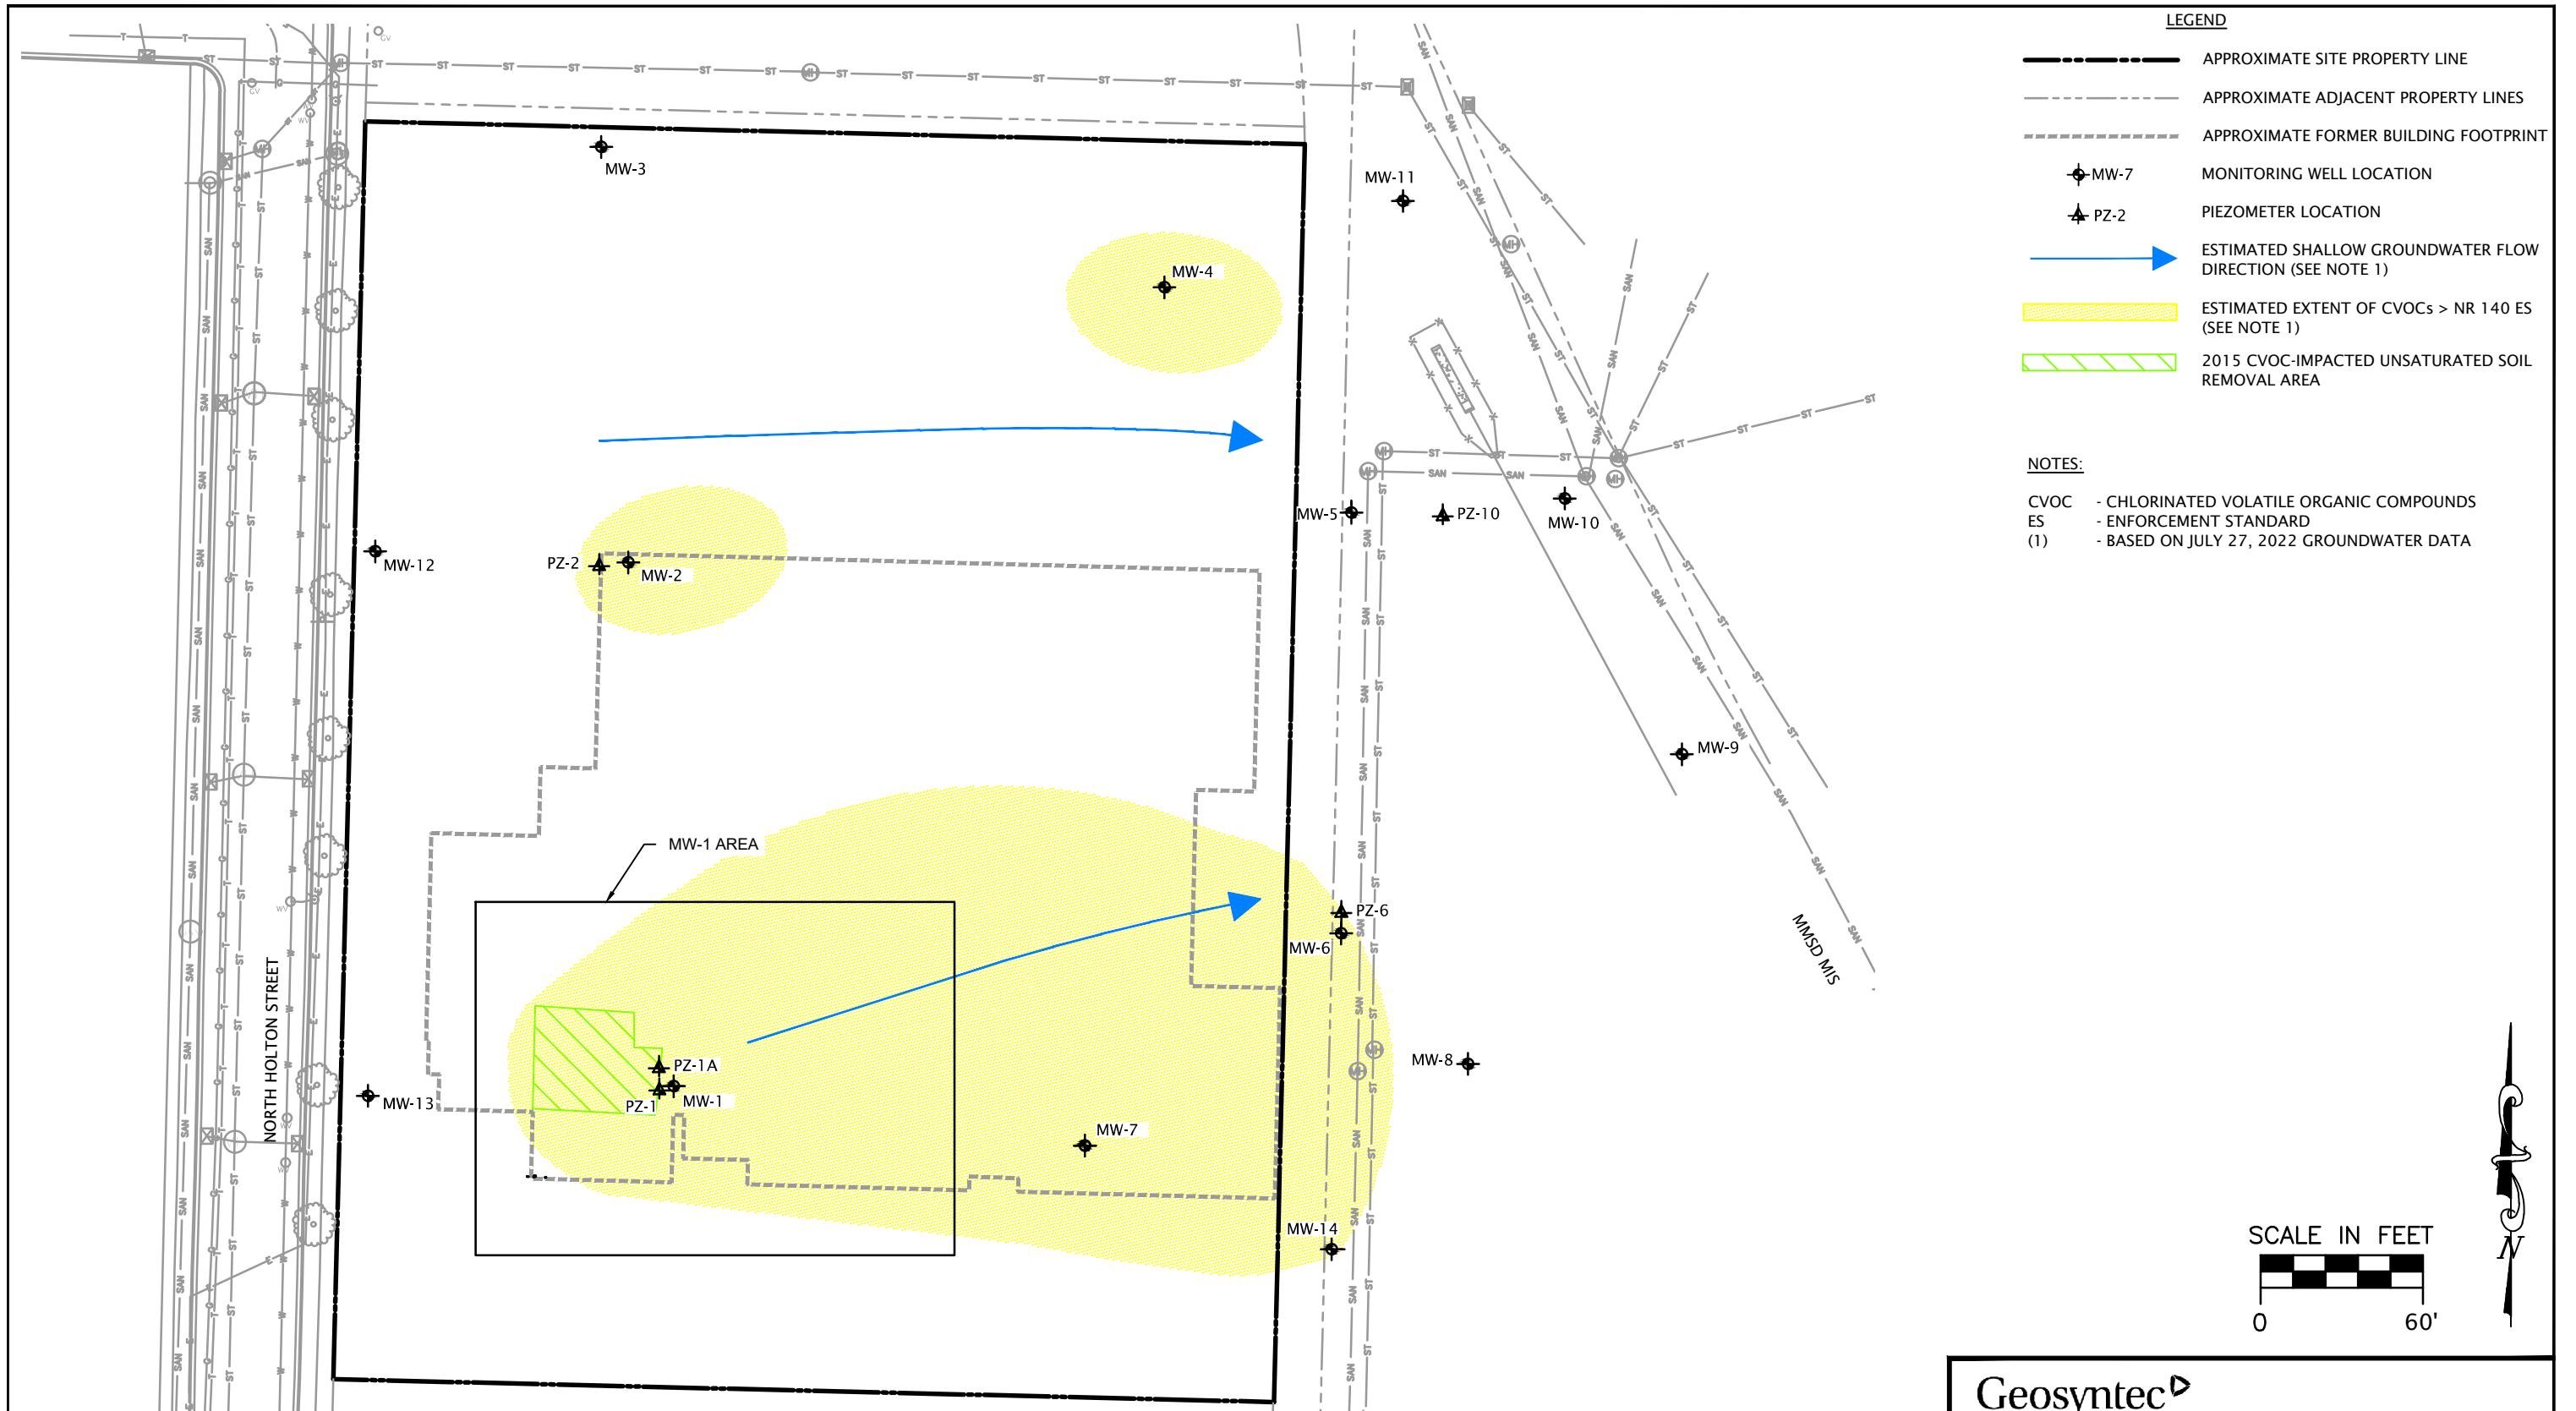 LEGEND
APPROXIMATE SITE PROPERTY LINE
APPROXIMATE ADJACENT PROPERTY LINES
APPROXIMATE FORMER BUILDING FOOTPRINT
MW-7 MONITORING WELL LOCATION
PZ-2 PIEZOMETER LOCATION
ESTIMATED SHALLOW GROUNDWATER FLOW
DIRECTION (SEE NOTE 1)
ESTIMATED EXTENT OF CVOCs > NR 140 ES
(SEE NOTE 1)
2015 CVOC-IMPACTED UNSATURATED SOIL
REMOVAL AREA
NOTES:
CVOC - CHLORINATED VOLATILE ORGANIC COMPOUNDS
ES - ENFORCEMENT STANDARD
(1) - BASED ON JULY 27, 2022 GROUNDWATER DATA
MW-3
MW-11
MW-4
MW-5
PZ-10
MW-10
MW-12
PZ-2
MW-2
MW-9
MW-1 AREA
PZ-6
MW-6
MMSD MIS
NORTH HOLTON STREET
PZ-1A
MW-8
MW-13
PZ-1
MW-1
MW-7
MW-14
SCALE IN FEET
0 60'
N
Geosyntec